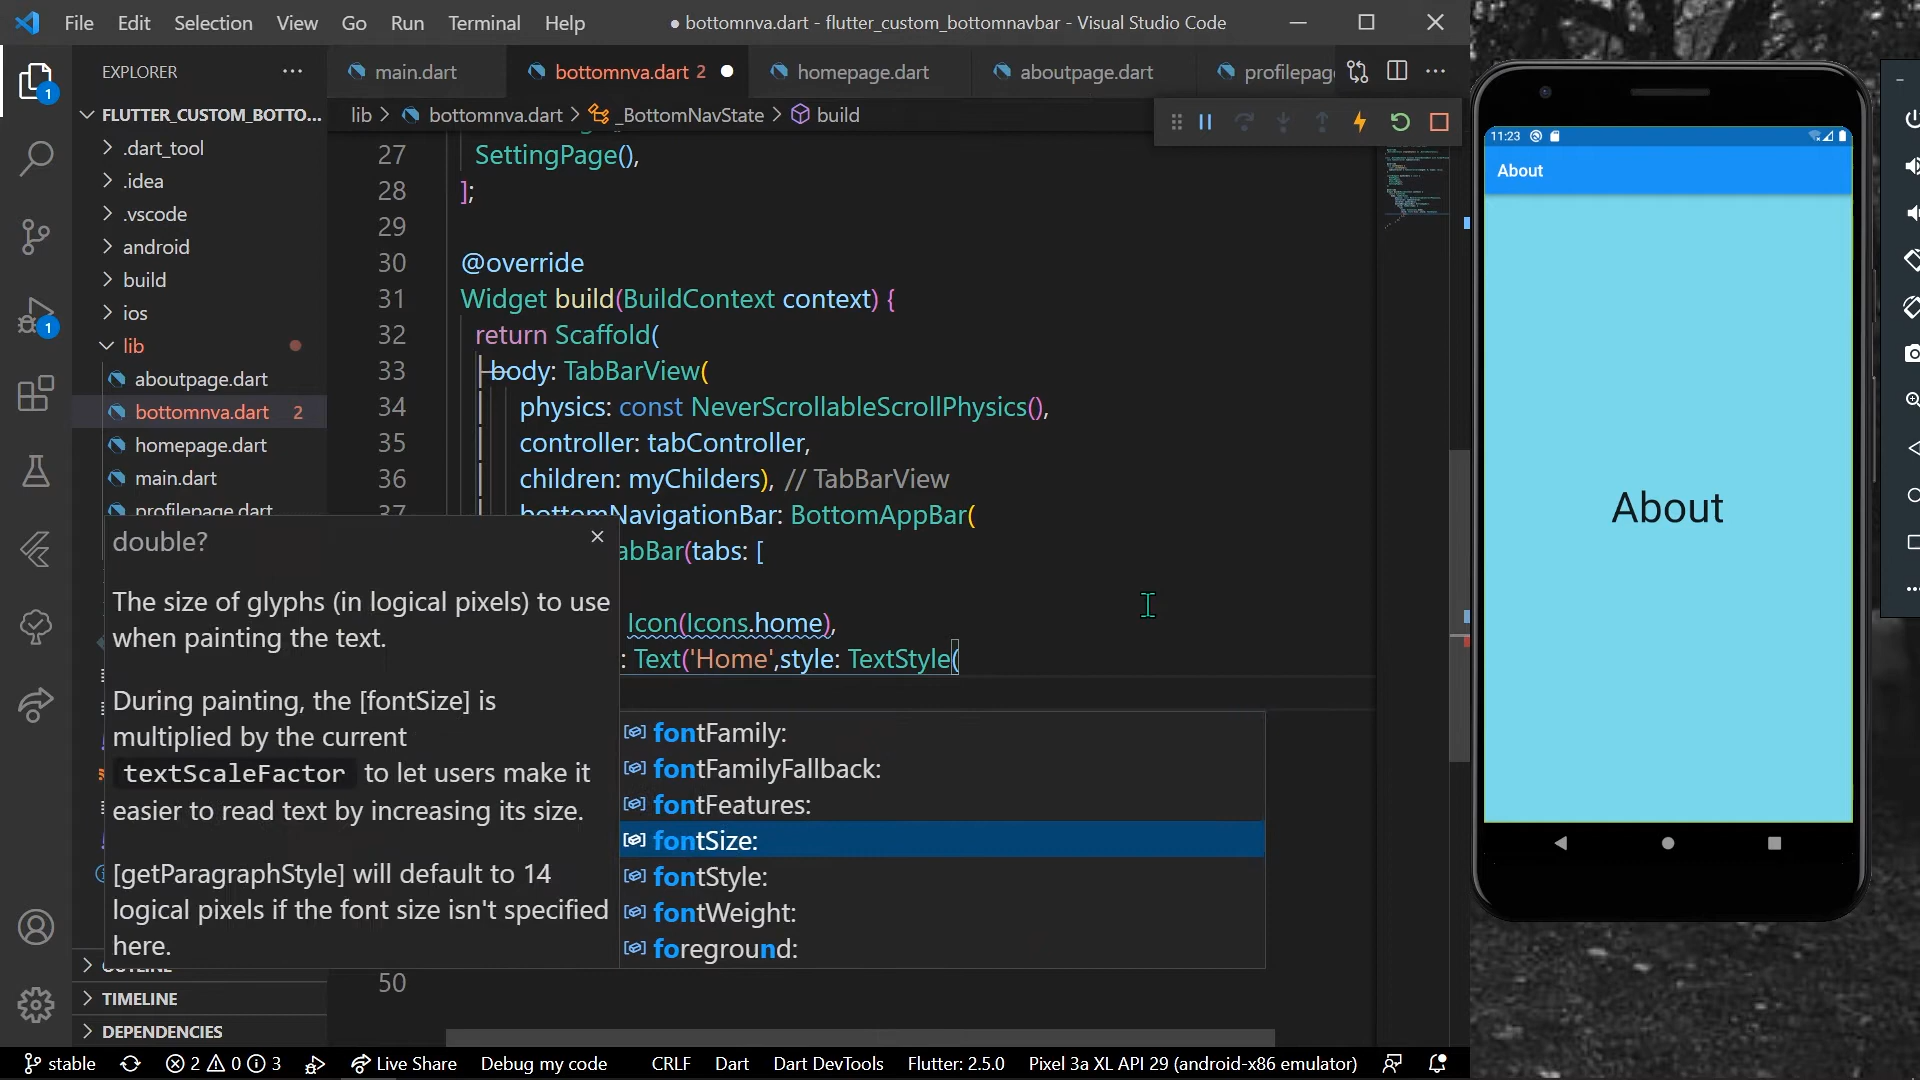 File Edit Selection View Go Run Terminal Help
● bottomnva.dart - flutter_custom_bottomnavbar - Visual Studio Code
EXPLORER
main.dart
bottomnva.dart 2
homepage.dart
aboutpage.dart
profilepag
lib > bottomnva.dart > _BottomNavState > build
FLUTTER_CUSTOM_BOTTO...
.dart_tool
.idea
.vscode
android
build
ios
lib
aboutpage.dart
bottomnva.dart 2
homepage.dart
main.dart
profilepage.dart
27 SettingPage(),
28 ];
29
30 @override
31 Widget build(BuildContext context) {
32 return Scaffold(
33 body: TabBarView(
34 physics: const NeverScrollableScrollPhysics(),
35 controller: tabController,
36 children: myChilders), // TabBarView
37 bottomNavigationBar: BottomAppBar(
abBar(tabs: [
Icon(Icons.home),
: Text('Home',style: TextStyle(
double?
The size of glyphs (in logical pixels) to use
when painting the text.
During painting, the [fontSize] is
multiplied by the current
textScaleFactor to let users make it
easier to read text by increasing its size.
[getParagraphStyle] will default to 14
logical pixels if the font size isn't specified
here.
fontFamily:
fontFamilyFallback:
fontFeatures:
fontSize:
fontStyle:
fontWeight:
foreground:
50
OUTLINE
TIMELINE
DEPENDENCIES
1
1
stable
2 0 3
Live Share
Debug my code
CRLF
Dart
Dart DevTools
Flutter: 2.5.0
Pixel 3a XL API 29 (android-x86 emulator)
11:23
About
About